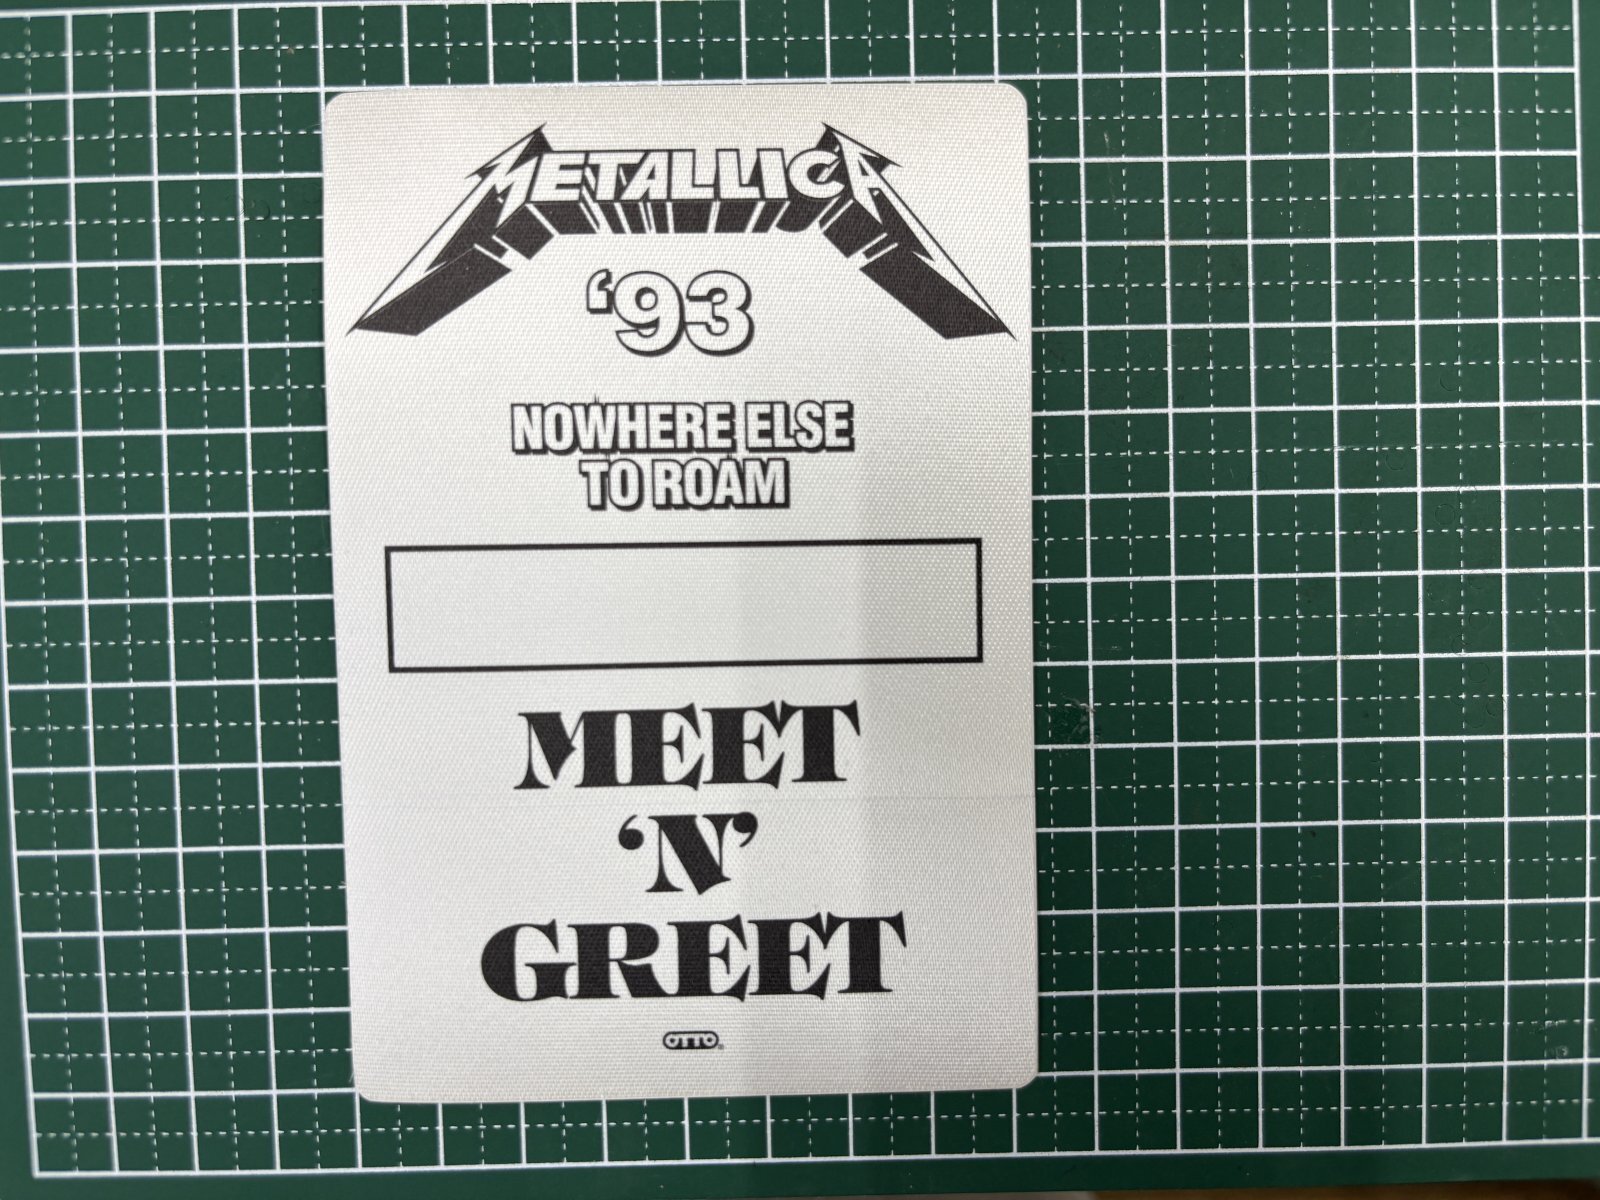 METALLICA
‘93
NOWHERE ELSE
TO ROAM
MEET
‘N’
GREET
OTTO